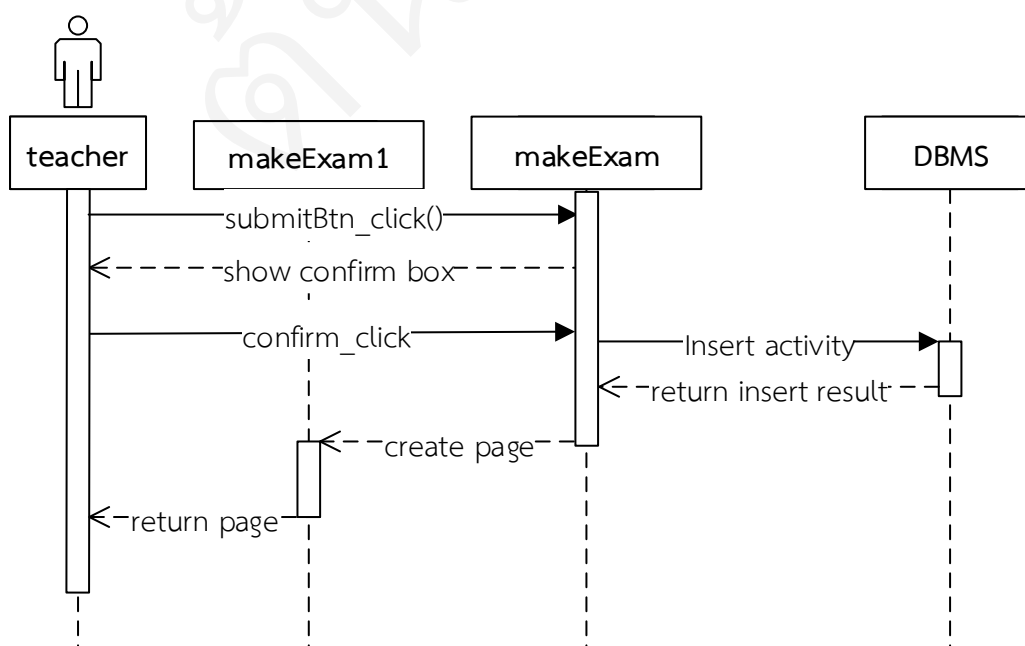 teacher
makeExam1
makeExam
DBMS
submitBtn_click()
show confirm box
confirm_click
Insert activity
return insert result
create page
return page